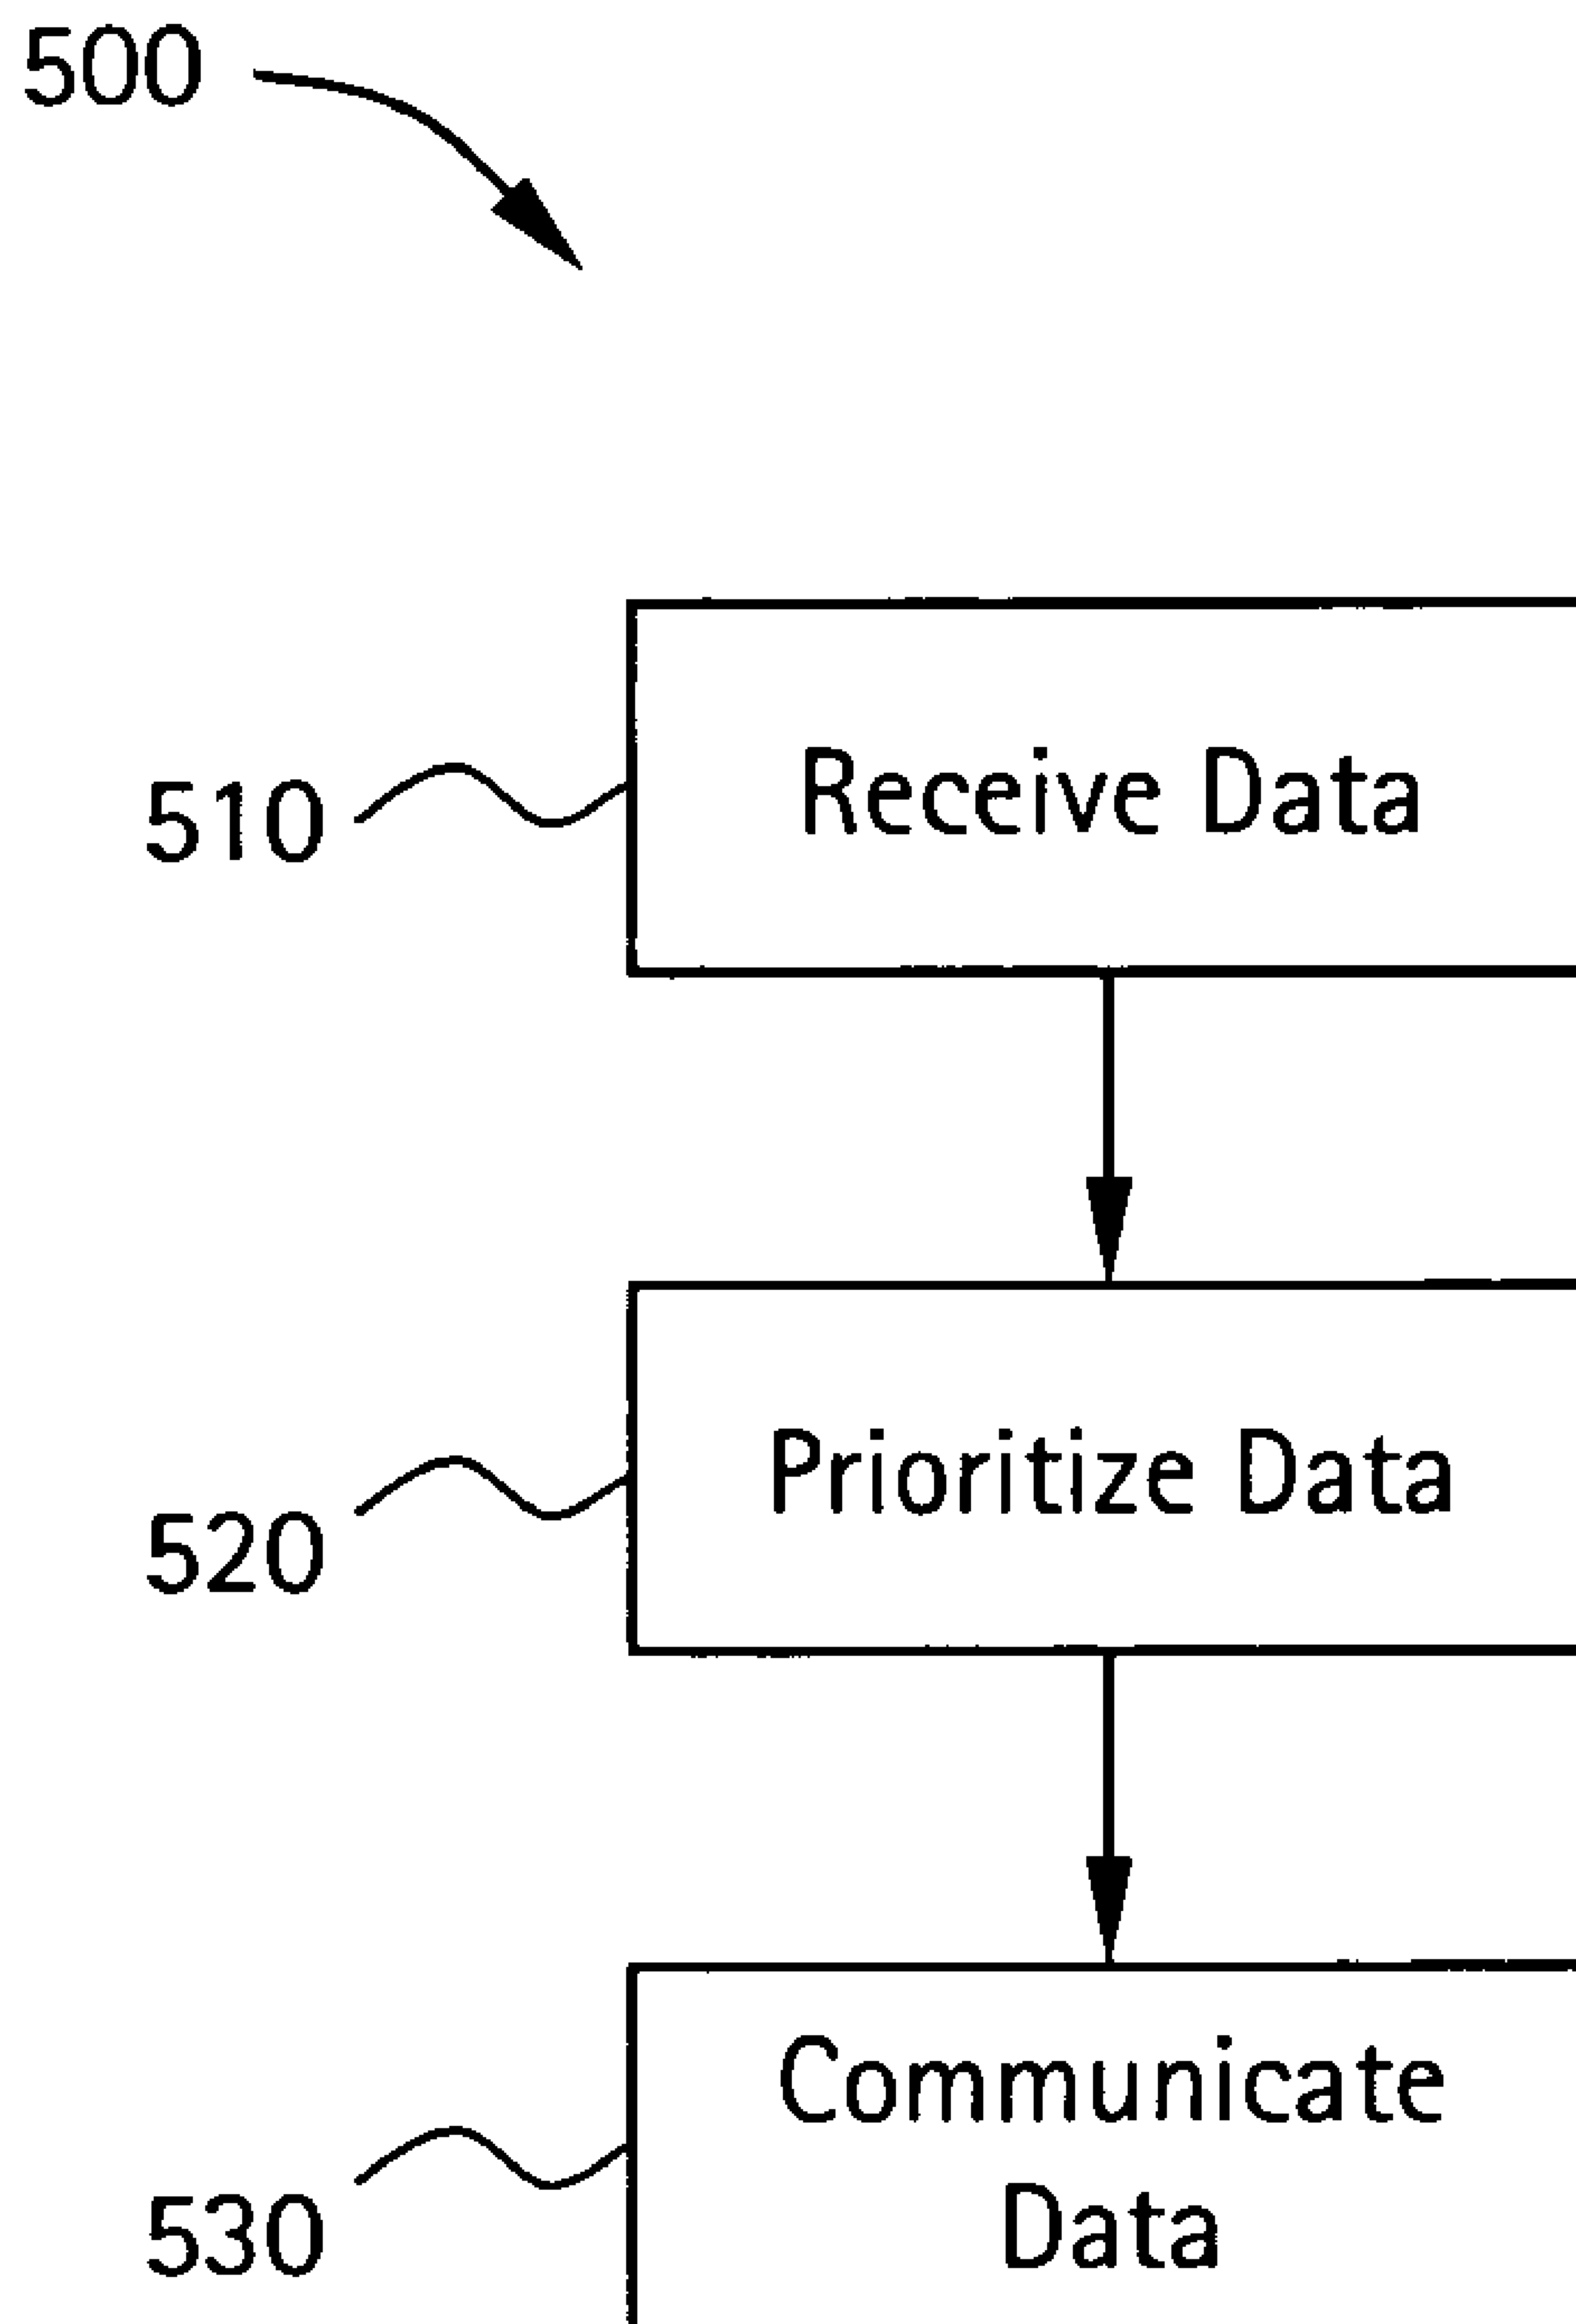 500
510
Receive Data
520
Prioritize Data
530
Communicate
Data